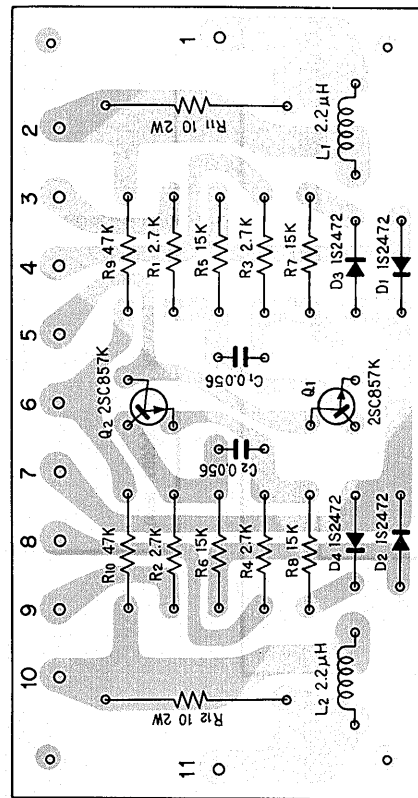 1
2
3
4
5
6
7
8
9
10
11
R11 10 2W
L1 2.2μH
R9 47K
R1 2.7K
R5 15K
R3 2.7K
R7 15K
D3 1S2472
D1 1S2472
C1 0.056
Q2 2SC857K
Q1
2SC857K
C2 0.056
R10 47K
R2 2.7K
R6 15K
R4 2.7K
R8 15K
D4 1S2472
D2 1S2472
R12 10 2W
L2 2.2μH